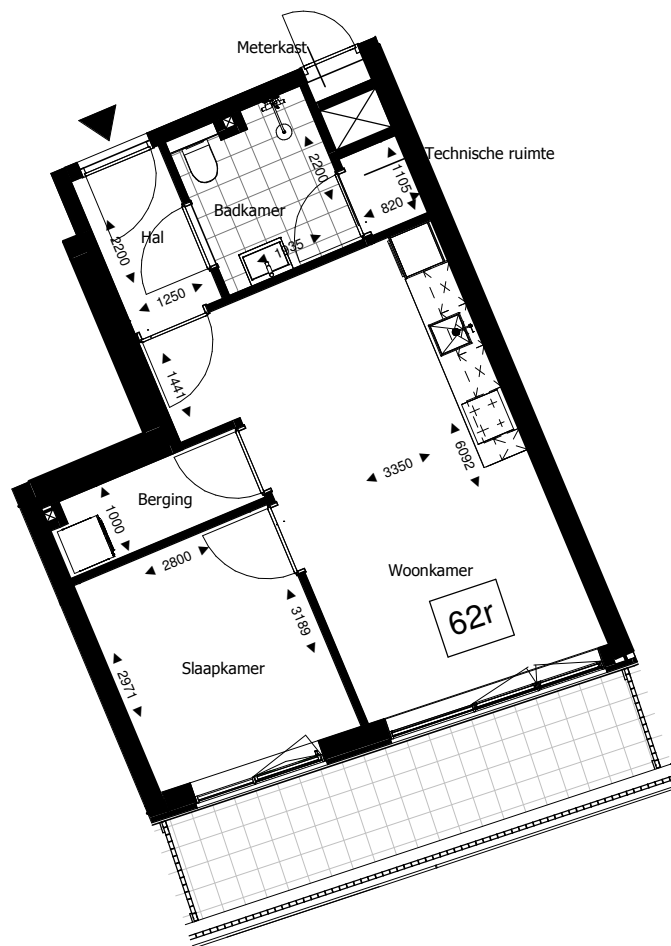 Meterkast
Technische ruimte
2200
1105
Badkamer
820
2200
Hal
1935
1250
1441
3350
6092
Berging
1000
2800
Woonkamer
3189
62r
Slaapkamer
2971